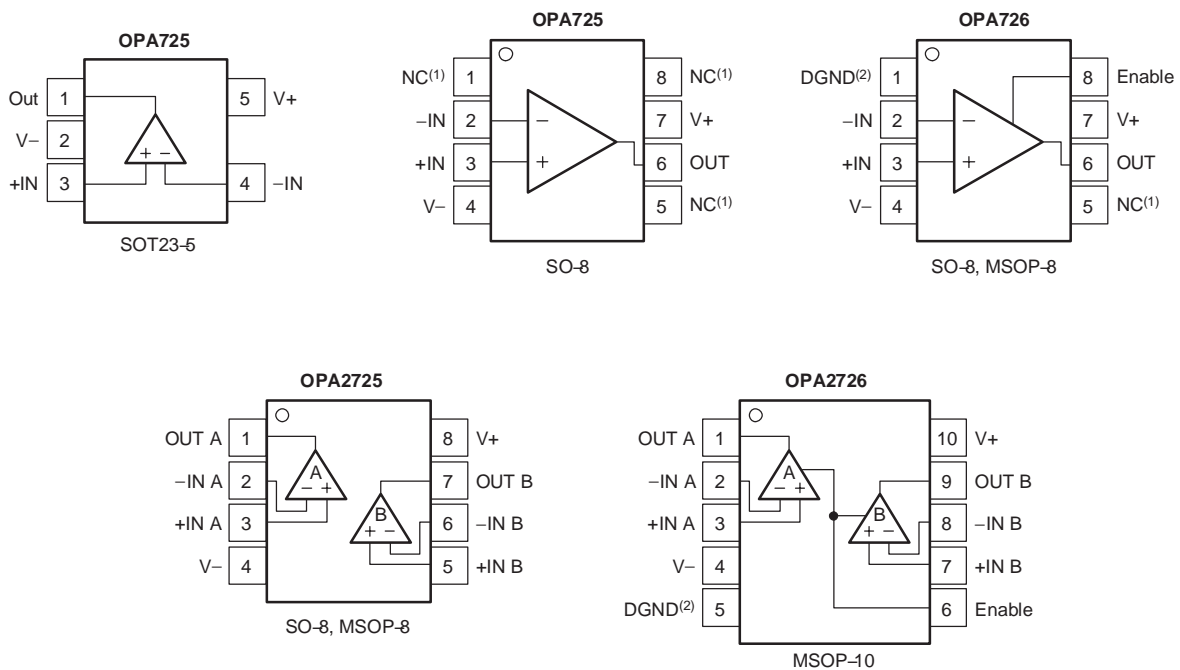 OPA725
Out 1
V– 2
+IN 3
5 V+
4 –IN
+ –
SOT23–5
OPA725
NC(1) 1
–IN 2
+IN 3
V– 4
8 NC(1)
7 V+
6 OUT
5 NC(1)
–
+
SO–8
OPA726
DGND(2) 1
–IN 2
+IN 3
V– 4
8 Enable
7 V+
6 OUT
5 NC(1)
–
+
SO–8, MSOP–8
OPA2725
OUT A 1
–IN A 2
+IN A 3
V– 4
8 V+
7 OUT B
6 –IN B
5 +IN B
A
– +
B
+ –
SO–8, MSOP–8
OPA2726
OUT A 1
–IN A 2
+IN A 3
V– 4
DGND(2) 5
10 V+
9 OUT B
8 –IN B
7 +IN B
6 Enable
A
– +
B
+ –
MSOP–10